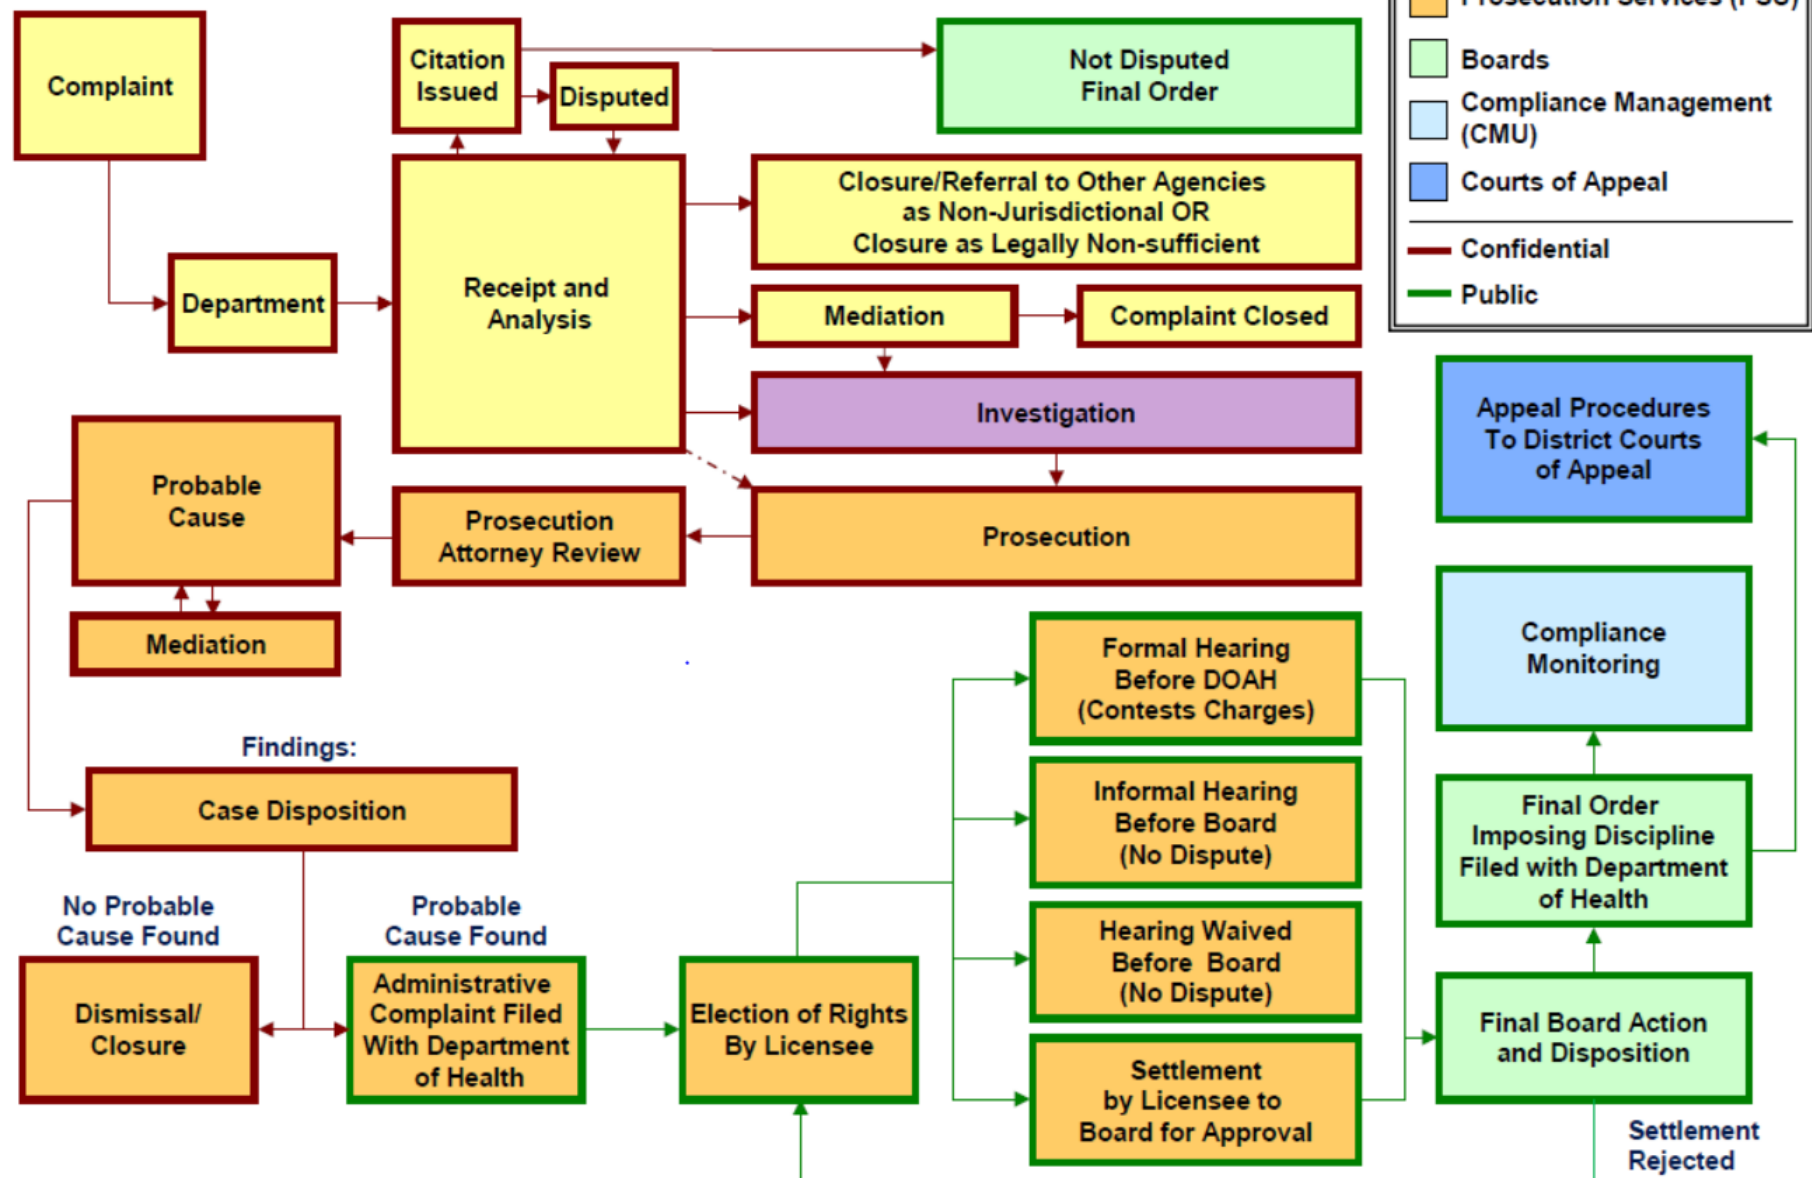 Prosecution Services (PSU)
Boards
Compliance Management
(CMU)
Courts of Appeal
Confidential
Public
Complaint
Citation
Issued
Disputed
Not Disputed
Final Order
Department
Receipt and
Analysis
Closure/Referral to Other Agencies
as Non-Jurisdictional OR
Closure as Legally Non-sufficient
Mediation
Complaint Closed
Investigation
Prosecution
Prosecution
Attorney Review
Probable
Cause
Mediation
Findings:
Case Disposition
No Probable
Cause Found
Dismissal/
Closure
Probable
Cause Found
Administrative
Complaint Filed
With Department
of Health
Election of Rights
By Licensee
Formal Hearing
Before DOAH
(Contests Charges)
Informal Hearing
Before Board
(No Dispute)
Hearing Waived
Before Board
(No Dispute)
Settlement
by Licensee to
Board for Approval
Appeal Procedures
To District Courts
of Appeal
Compliance
Monitoring
Final Order
Imposing Discipline
Filed with Department
of Health
Final Board Action
and Disposition
Settlement
Rejected